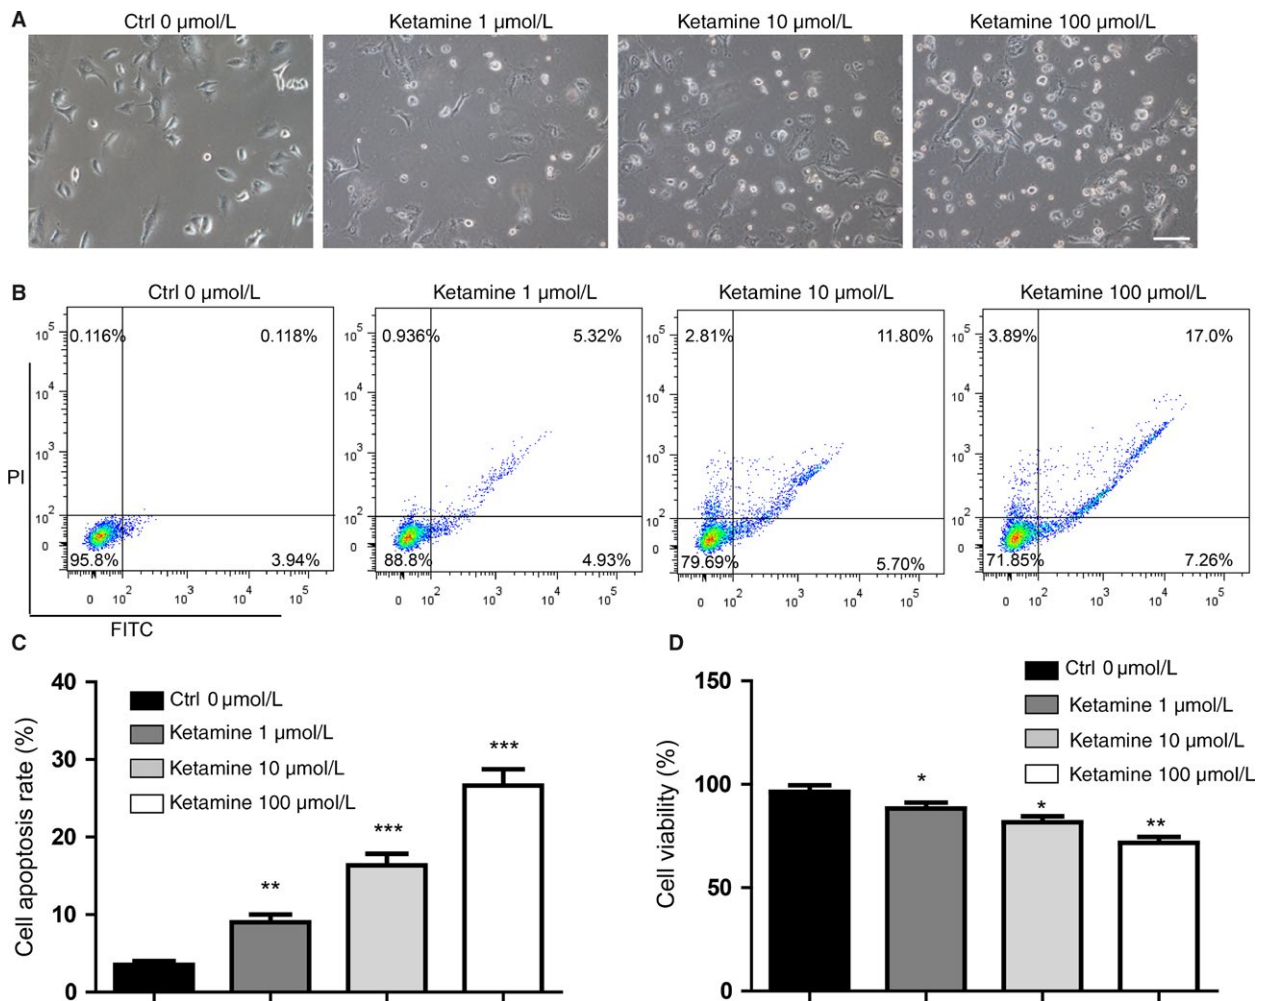 A
Ctrl 0 µmol/L
Ketamine 1 µmol/L
Ketamine 10 µmol/L
Ketamine 100 µmol/L
B
Ctrl 0 µmol/L
Ketamine 1 µmol/L
Ketamine 10 µmol/L
Ketamine 100 µmol/L
PI
10^5
10^4
10^3
10^2
0
0.116%
0.118%
95.8%
3.94%
0 10^2 10^3 10^4 10^5
10^5
10^4
10^3
10^2
0
0.936%
5.32%
88.8%
4.93%
0 10^2 10^3 10^4 10^5
10^5
10^4
10^3
10^2
0
2.81%
11.80%
79.69%
5.70%
0 10^2 10^3 10^4 10^5
10^5
10^4
10^3
10^2
0
3.89%
17.0%
71.85%
7.26%
0 10^2 10^3 10^4 10^5
FITC
C
Cell apoptosis rate (%)
40
30
20
10
0
Ctrl 0 µmol/L
Ketamine 1 µmol/L
Ketamine 10 µmol/L
Ketamine 100 µmol/L
**
***
***
D
Cell viability (%)
150
100
50
0
Ctrl 0 µmol/L
Ketamine 1 µmol/L
Ketamine 10 µmol/L
Ketamine 100 µmol/L
*
*
**